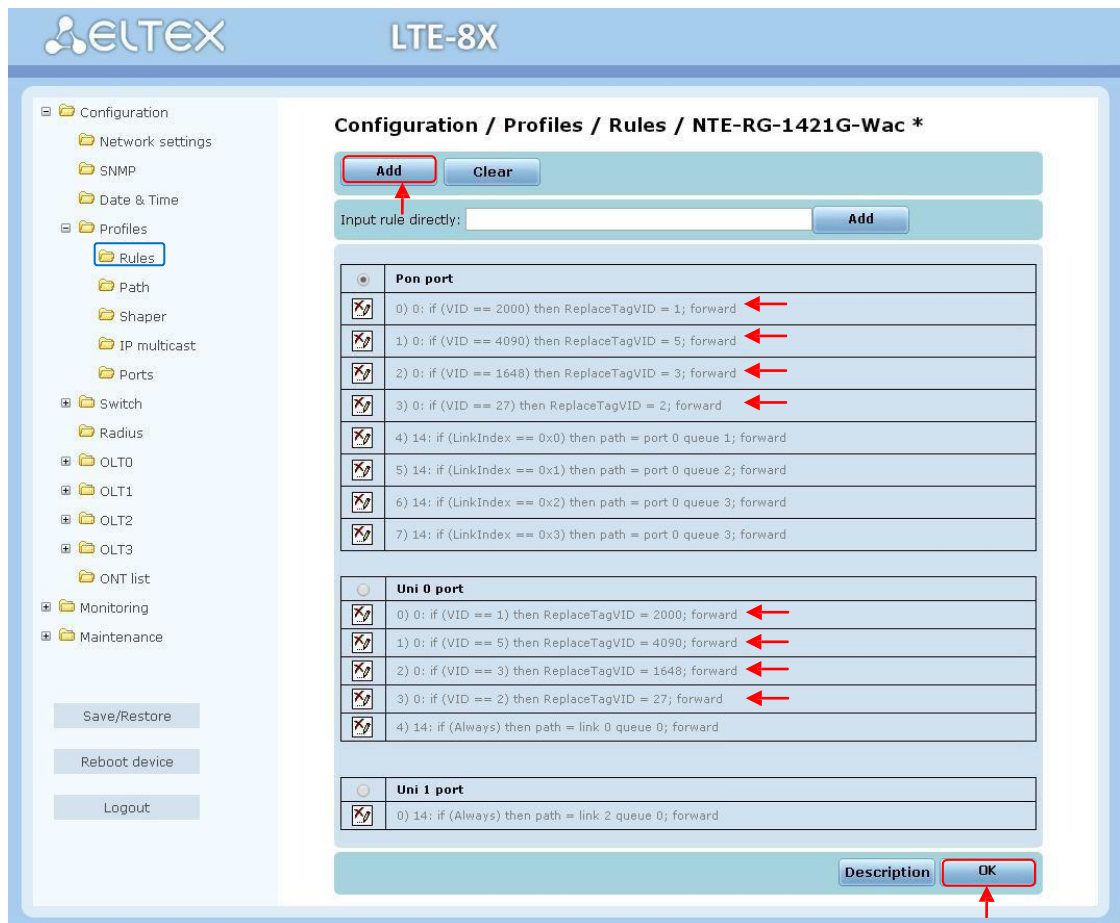 ELTEX
LTE-8X
Configuration
Network settings
SNMP
Date & Time
Profiles
Rules
Path
Shaper
IP multicast
Ports
Switch
Radius
OLT0
OLT1
OLT2
OLT3
ONT list
Monitoring
Maintenance
Save/Restore
Reboot device
Logout
Configuration / Profiles / Rules / NTE-RG-1421G-Wac *
Add Clear
Input rule directly: Add
Pon port
0) 0: if (VID == 2000) then ReplaceTagVID = 1; forward
1) 0: if (VID == 4090) then ReplaceTagVID = 5; forward
2) 0: if (VID == 1648) then ReplaceTagVID = 3; forward
3) 0: if (VID == 27) then ReplaceTagVID = 2; forward
4) 14: if (LinkIndex == 0x0) then path = port 0 queue 1; forward
5) 14: if (LinkIndex == 0x1) then path = port 0 queue 2; forward
6) 14: if (LinkIndex == 0x2) then path = port 0 queue 3; forward
7) 14: if (LinkIndex == 0x3) then path = port 0 queue 3; forward
Uni 0 port
0) 0: if (VID == 1) then ReplaceTagVID = 2000; forward
1) 0: if (VID == 5) then ReplaceTagVID = 4090; forward
2) 0: if (VID == 3) then ReplaceTagVID = 1648; forward
3) 0: if (VID == 2) then ReplaceTagVID = 27; forward
4) 14: if (Always) then path = link 0 queue 0; forward
Uni 1 port
0) 14: if (Always) then path = link 2 queue 0; forward
Description OK